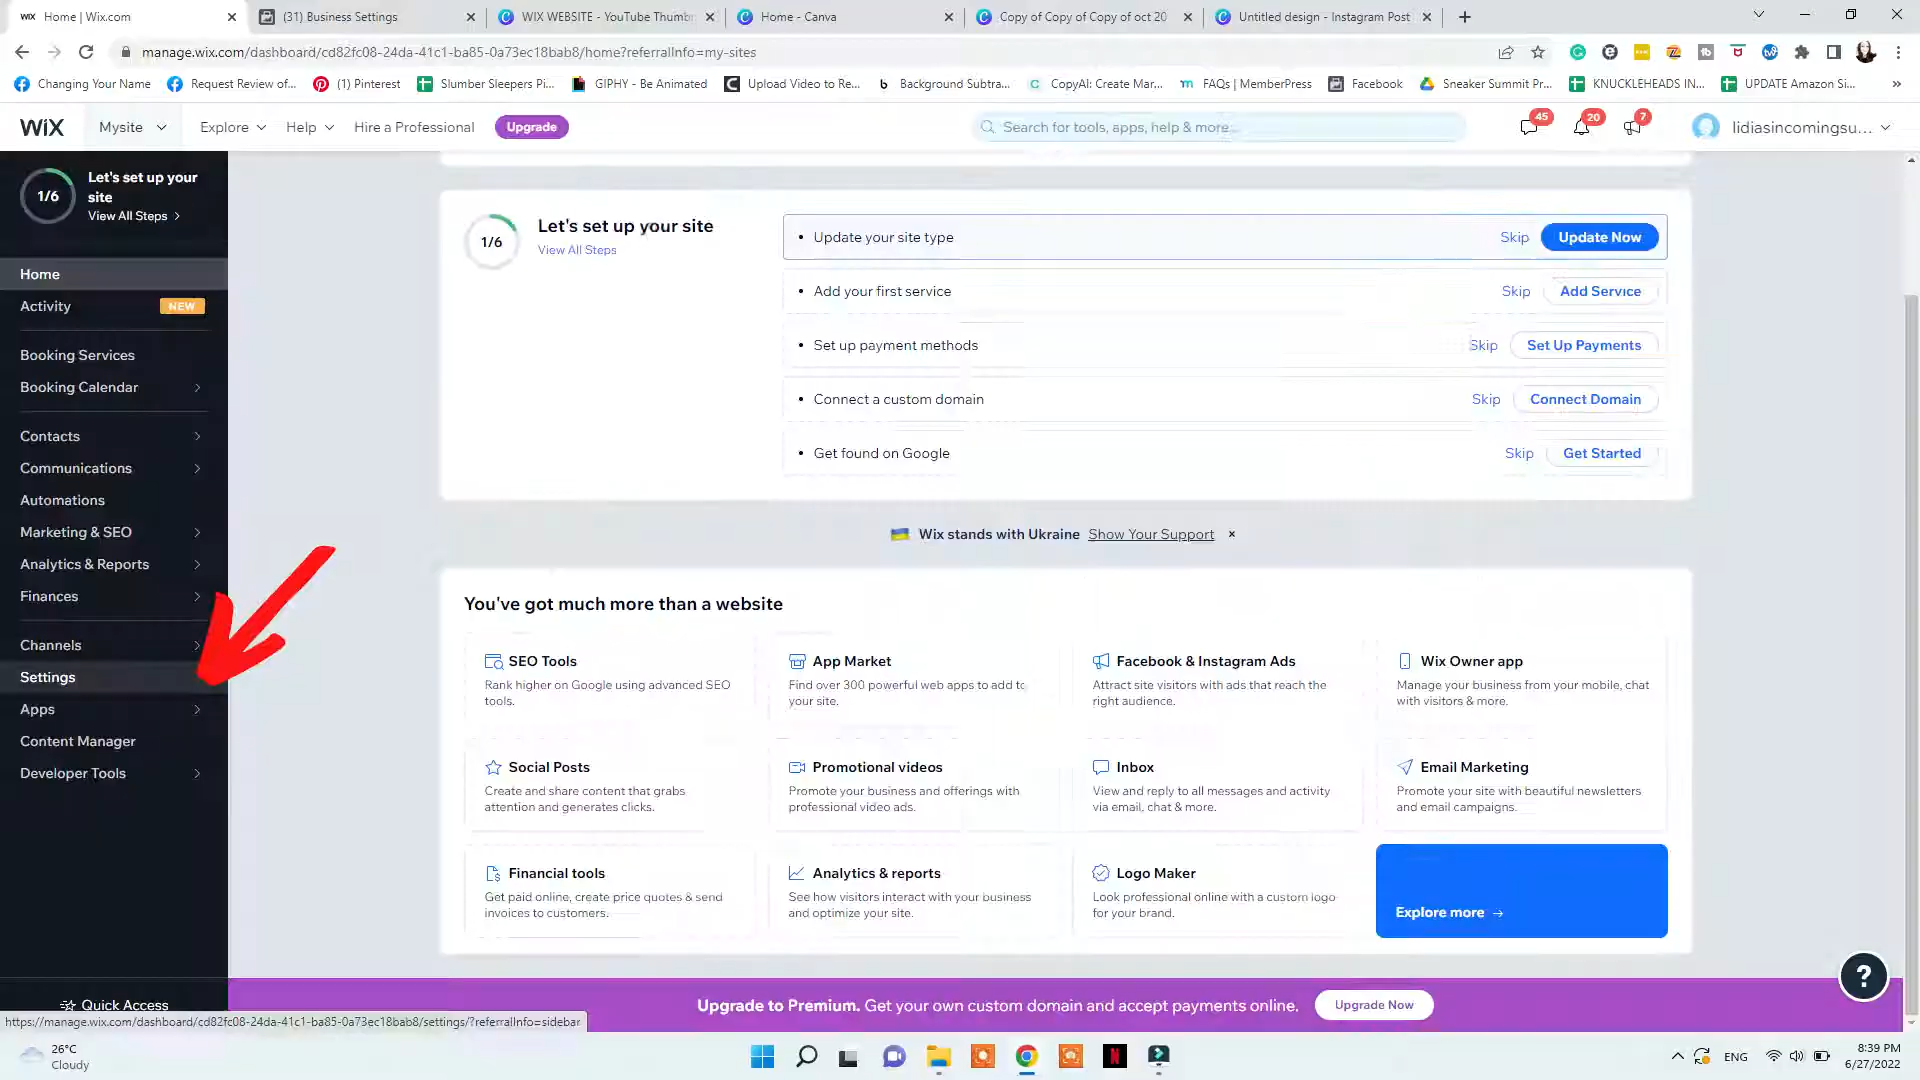 WiX Home | Wix.com
(31) Business Settings
WIX WEBSITE - YouTube Thumb
Home - Canva
Copy of Copy of Copy of oct 20
Untitled design - Instagram Post
manage.wix.com/dashboard/cd82fc08-24da-41c1-ba85-0a73ec18bab8/home?referralInfo=my-sites
Changing Your Name
Request Review of...
(1) Pinterest
Slumber Sleepers Pi...
GIPHY - Be Animated
Upload Video to Re...
b Background Subtra...
C CopyAI: Create Mar...
m FAQs | MemberPress
Facebook
Sneaker Summit Pr...
KNUCKLEHEADS IN...
UPDATE Amazon Si...
»
WiX
Mysite
Explore
Help
Hire a Professional
Upgrade
Search for tools, apps, help & more...
45
20
7
lidiasincomingsu...
1/6
Let's set up your
site
View All Steps >
Home
Activity
NEW
Booking Services
Booking Calendar
Contacts
Communications
Automations
Marketing & SEO
Analytics & Reports
Finances
Channels
Settings
Apps
Content Manager
Developer Tools
Quick Access
1/6
Let's set up your site
View All Steps
• Update your site type
Skip
Update Now
• Add your first service
Skip
Add Service
• Set up payment methods
Skip
Set Up Payments
• Connect a custom domain
Skip
Connect Domain
• Get found on Google
Skip
Get Started
Wix stands with Ukraine Show Your Support ×
You've got much more than a website
SEO Tools
Rank higher on Google using advanced SEO
tools.
App Market
Find over 300 powerful web apps to add to
your site.
Facebook & Instagram Ads
Attract site visitors with ads that reach the
right audience.
Wix Owner app
Manage your business from your mobile, chat
with visitors & more.
Social Posts
Create and share content that grabs
attention and generates clicks.
Promotional videos
Promote your business and offerings with
professional video ads.
Inbox
View and reply to all messages and activity
via email, chat & more.
Email Marketing
Promote your site with beautiful newsletters
and email campaigns.
Financial tools
Get paid online, create price quotes & send
invoices to customers.
Analytics & reports
See how visitors interact with your business
and optimize your site.
Logo Maker
Look professional online with a custom logo
for your brand.
Explore more →
?
Upgrade to Premium. Get your own custom domain and accept payments online.
Upgrade Now
https://manage.wix.com/dashboard/cd82fc08-24da-41c1-ba85-0a73ec18bab8/settings/?referralInfo=sidebar
26°C
Cloudy
N
ENG
8:39 PM
6/27/2022